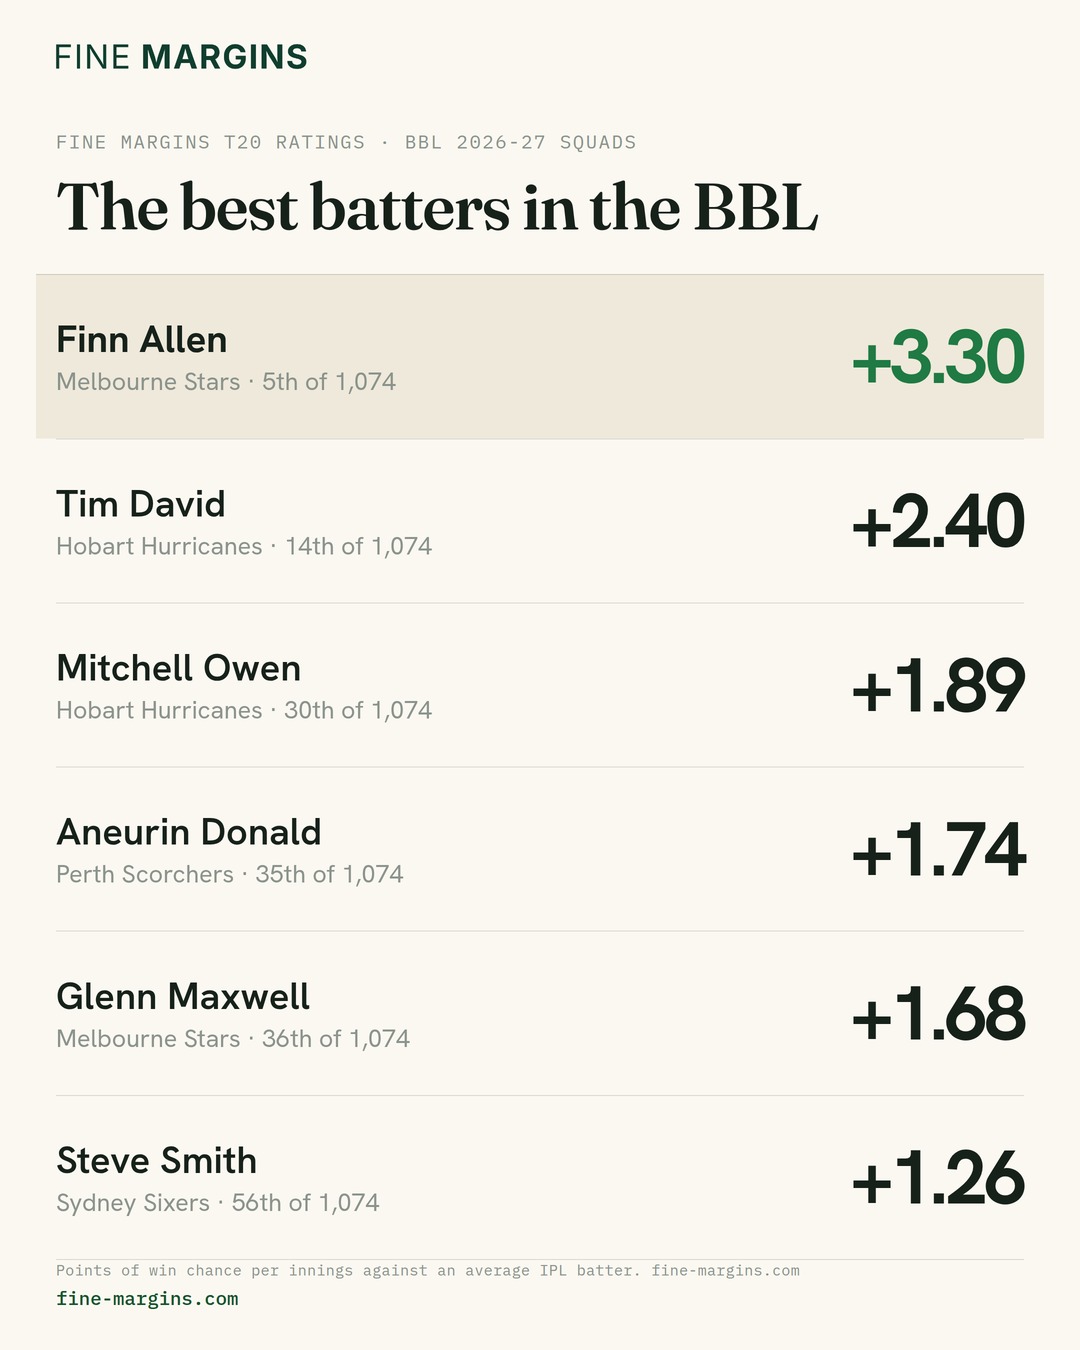 FINE MARGINS
FINE MARGINS T20 RATINGS · BBL 2026-27 SQUADS
The best batters in the BBL
Finn Allen
+3.30
Melbourne Stars · 5th of 1,074
Tim David
+2.40
Hobart Hurricanes · 14th of 1,074
Mitchell Owen
+1.89
Hobart Hurricanes · 30th of 1,074
Aneurin Donald
+1.74
Perth Scorchers · 35th of 1,074
Glenn Maxwell
+1.68
Melbourne Stars · 36th of 1,074
Steve Smith
+1.26
Sydney Sixers · 56th of 1,074
Points of win chance per innings against an average IPL batter. fine-margins.com
fine-margins.com